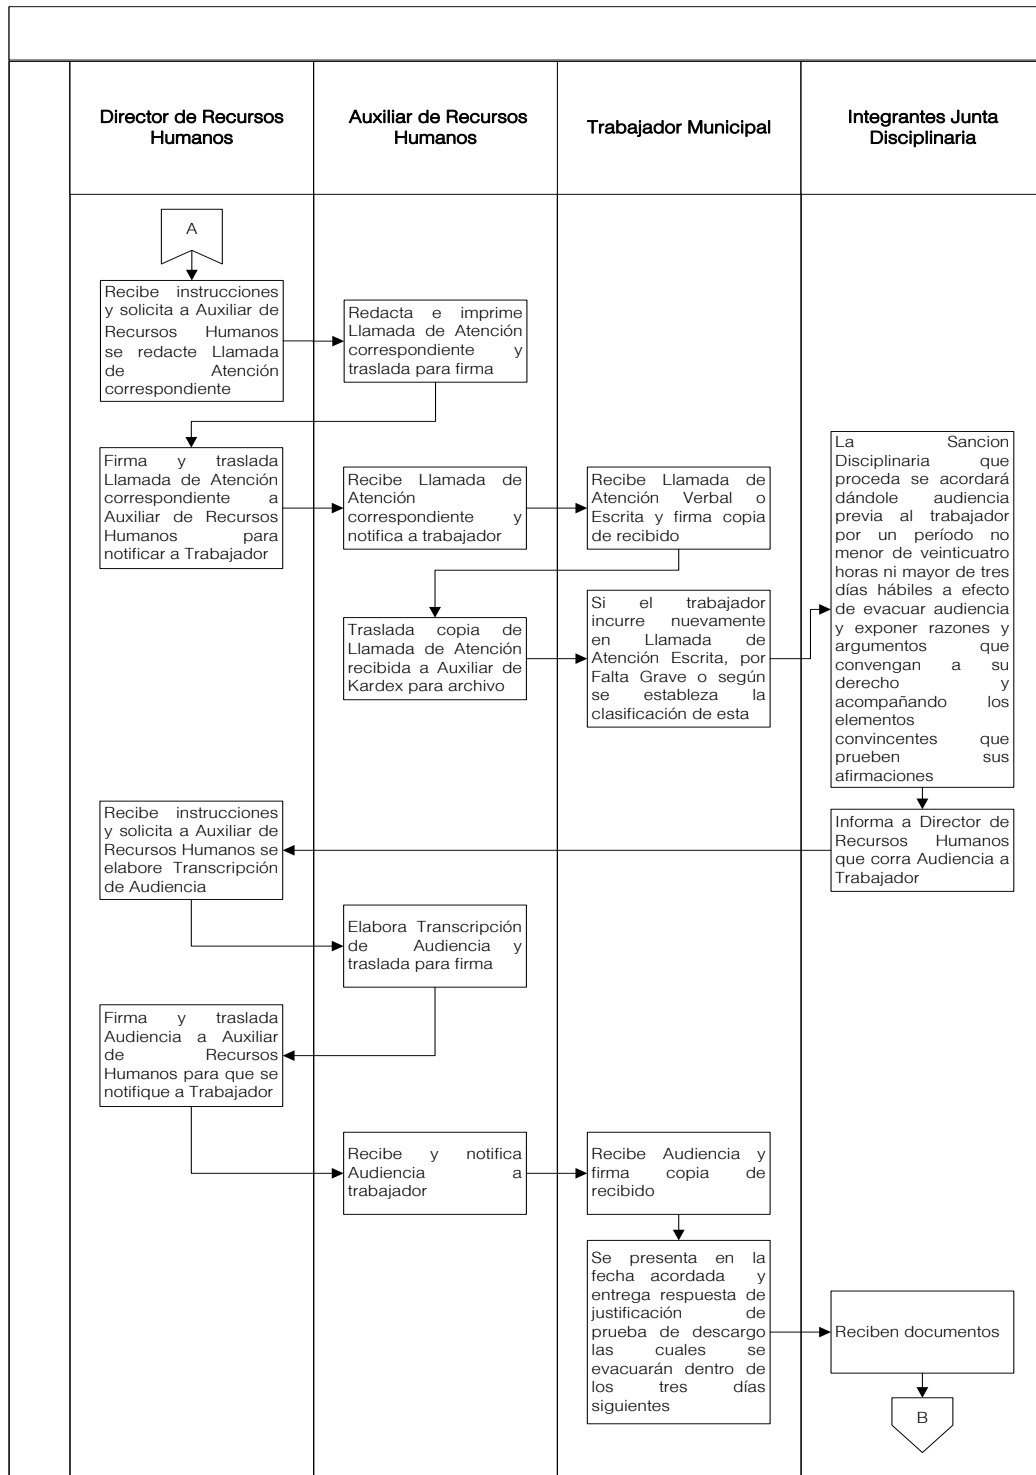 Director de Recursos
Humanos
Auxiliar de Recursos
Humanos
Trabajador Municipal
Integrantes Junta
Disciplinaria
A
Recibe instrucciones
y solicita a Auxiliar de
Recursos Humanos
se redacte Llamada
de Atención
correspondiente
Redacta e imprime
Llamada de Atención
correspondiente y
traslada para firma
Firma y traslada
Llamada de Atención
correspondiente a
Auxiliar de Recursos
Humanos para
notificar a Trabajador
Recibe Llamada de
Atención
correspondiente y
notifica a trabajador
Recibe Llamada de
Atención Verbal o
Escrita y firma copia
de recibido
Traslada copia de
Llamada de Atención
recibida a Auxiliar de
Kardex para archivo
Si el trabajador
incurre nuevamente
en Llamada de
Atención Escrita, por
Falta Grave o según
se estableza la
clasificación de esta
La Sancion
Disciplinaria que
proceda se acordará
dándole audiencia
previa al trabajador
por un período no
menor de veinticuatro
horas ni mayor de tres
días hábiles a efecto
de evacuar audiencia
y exponer razones y
argumentos que
convengan a su
derecho y
acompañando los
elementos
convincentes que
prueben sus
afirmaciones
Informa a Director de
Recursos Humanos
que corra Audiencia a
Trabajador
Recibe instrucciones
y solicita a Auxiliar de
Recursos Humanos se
elabore Transcripción
de Audiencia
Elabora Transcripción
de Audiencia y
traslada para firma
Firma y traslada
Audiencia a Auxiliar
de Recursos
Humanos para que se
notifique a Trabajador
Recibe y notifica
Audiencia a
trabajador
Recibe Audiencia y
firma copia de
recibido
Se presenta en la
fecha acordada y
entrega respuesta de
justificación de
prueba de descargo
las cuales se
evacuarán dentro de
los tres días
siguientes
Reciben documentos
B